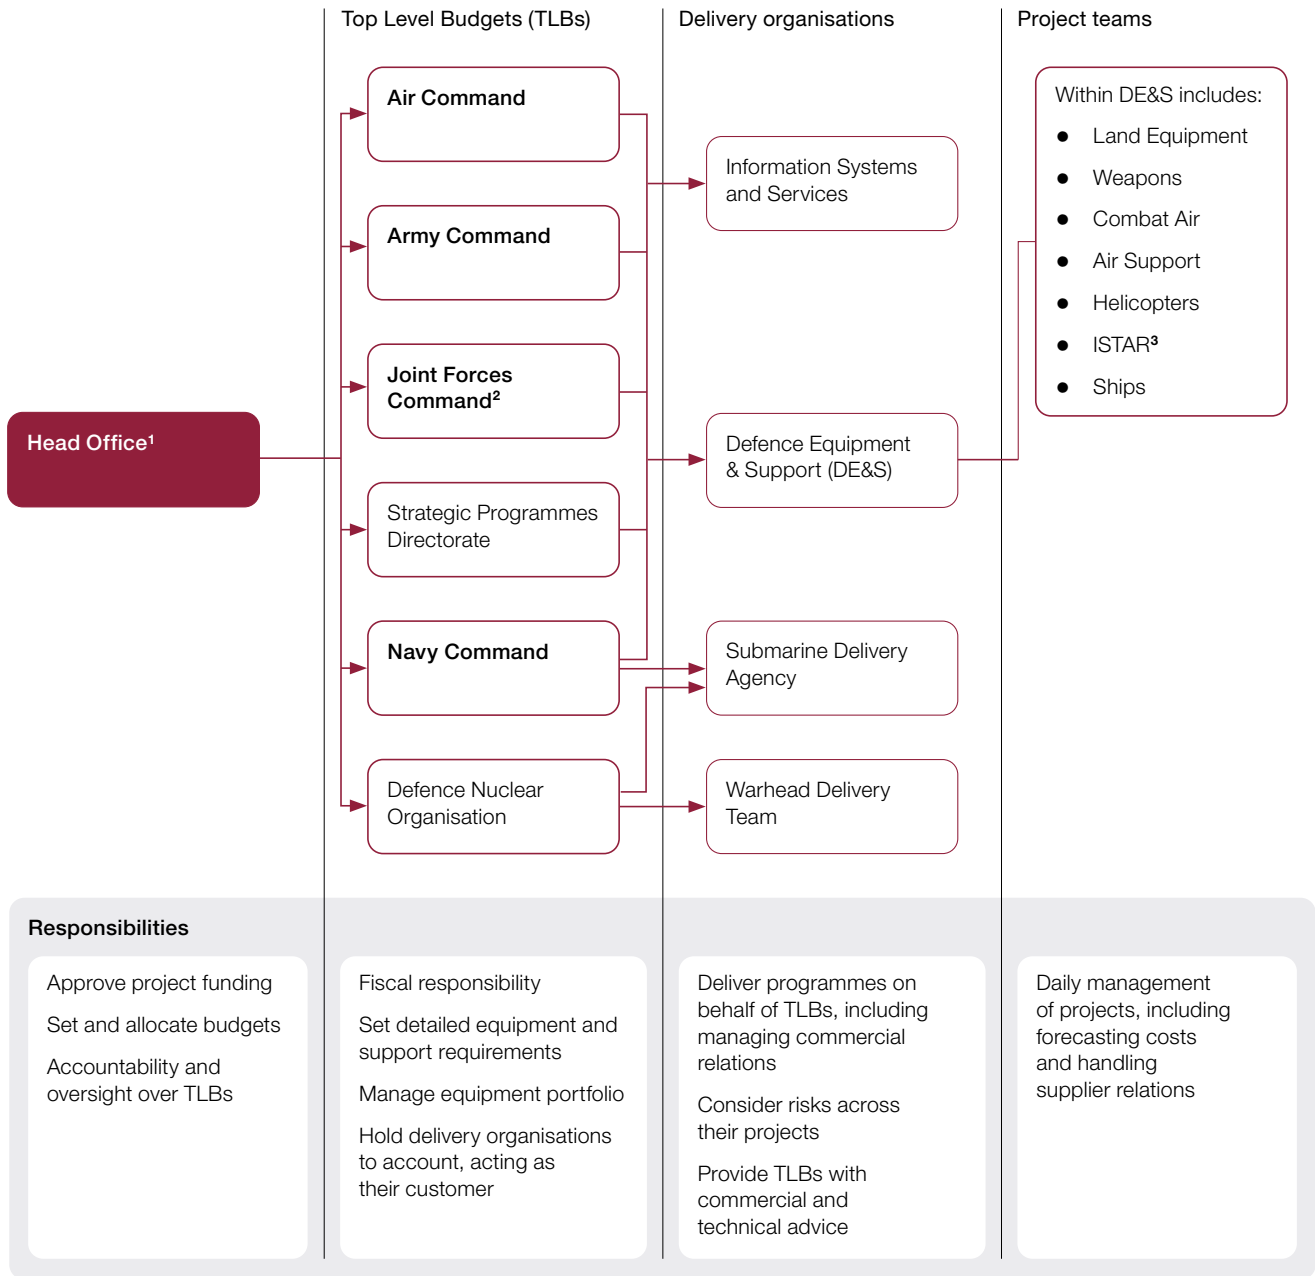 Top Level Budgets (TLBs)
Delivery organisations
Project teams
Head Office¹
Air Command
Army Command
Joint Forces
Command²
Strategic Programmes
Directorate
Navy Command
Defence Nuclear
Organisation
Information Systems
and Services
Defence Equipment
& Support (DE&S)
Submarine Delivery
Agency
Warhead Delivery
Team
Within DE&S includes:
● Land Equipment
● Weapons
● Combat Air
● Air Support
● Helicopters
● ISTAR³
● Ships
Responsibilities
Approve project funding
Set and allocate budgets
Accountability and
oversight over TLBs
Fiscal responsibility
Set detailed equipment and
support requirements
Manage equipment portfolio
Hold delivery organisations
to account, acting as
their customer
Deliver programmes on
behalf of TLBs, including
managing commercial
relations
Consider risks across
their projects
Provide TLBs with
commercial and
technical advice
Daily management
of projects, including
forecasting costs
and handling
supplier relations